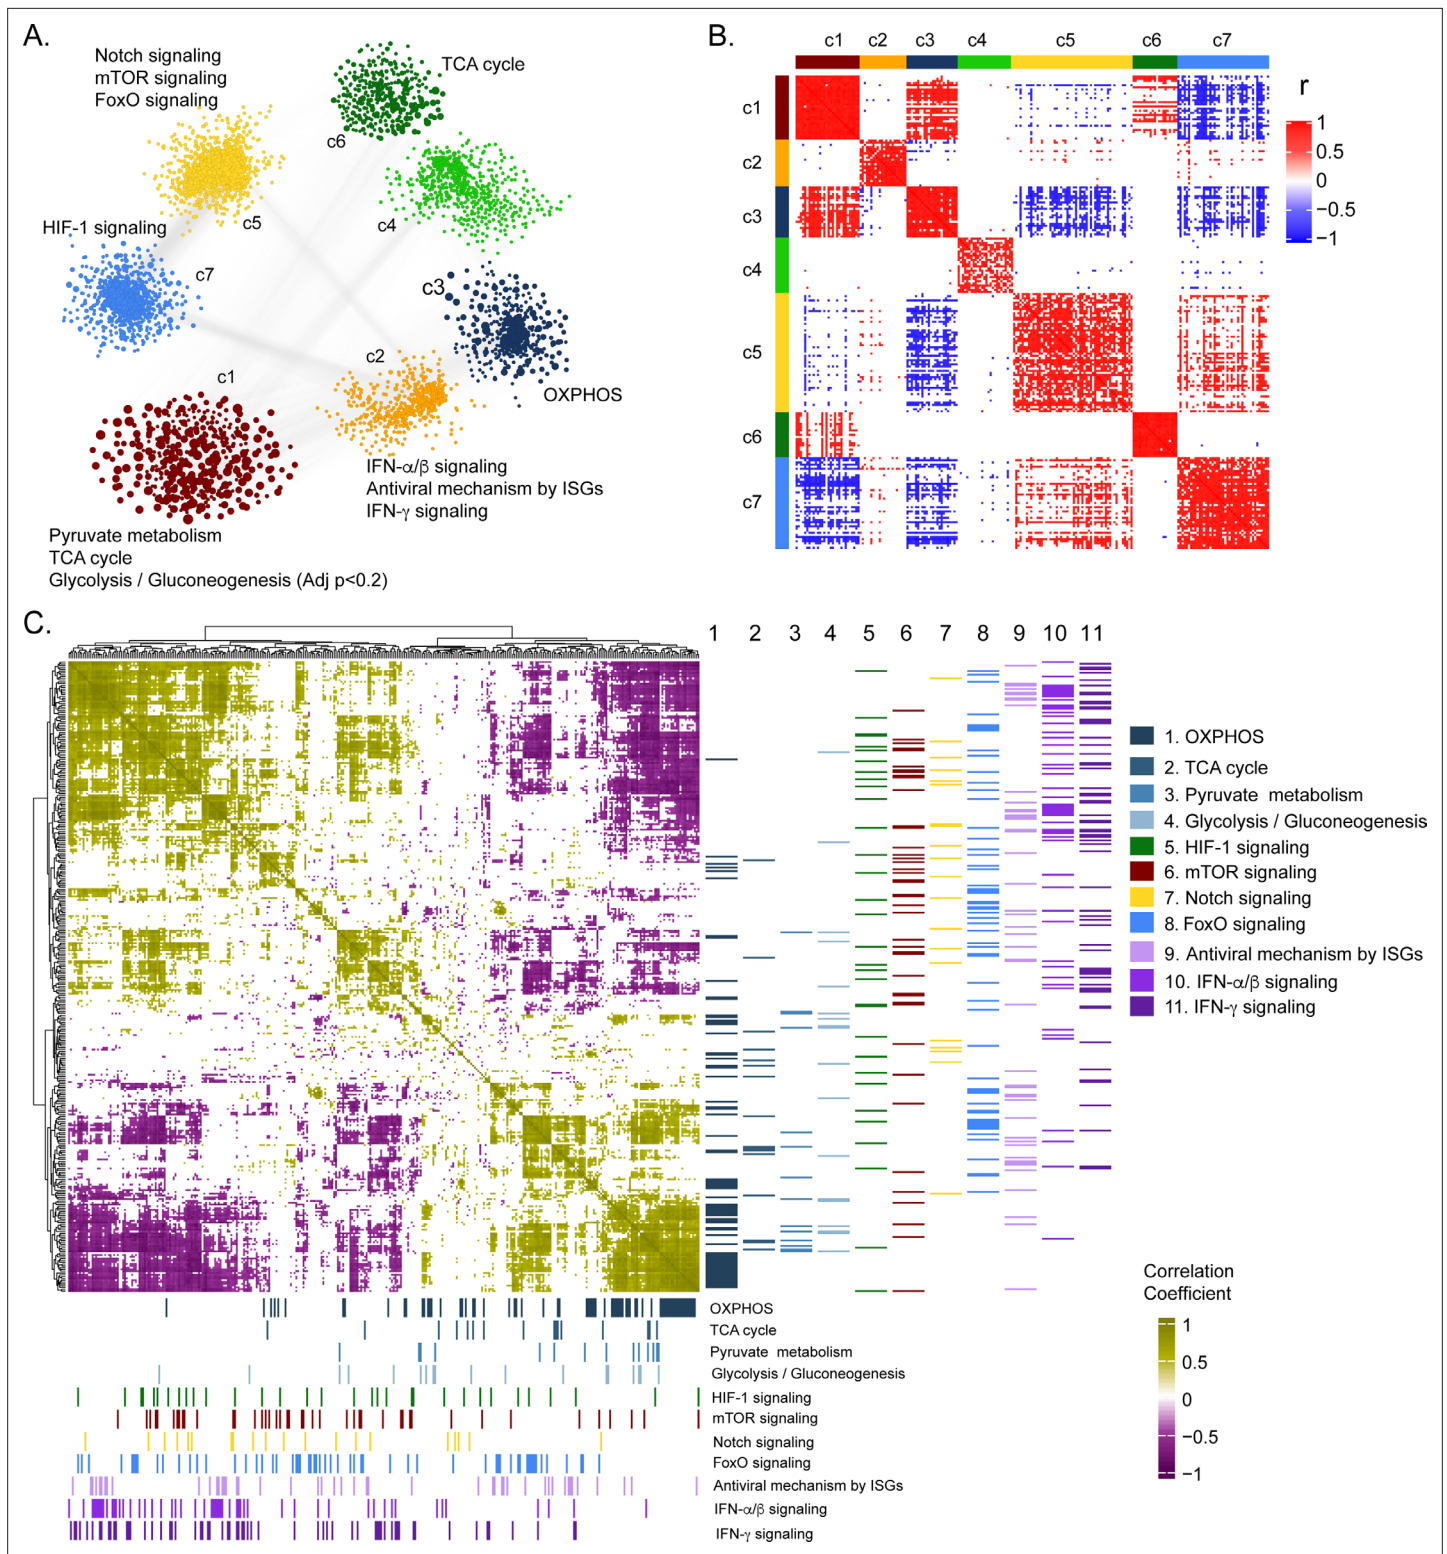 A.
Notch signaling
mTOR signaling
FoxO signaling
TCA cycle
c6
c5
c4
HIF-1 signaling
c7
c3
c2
c1
OXPHOS
IFN-α/β signaling
Antiviral mechanism by ISGs
IFN-γ signaling
Pyruvate metabolism
TCA cycle
Glycolysis / Gluconeogenesis (Adj p<0.2)
B.
c1 c2 c3 c4 c5 c6 c7
c1
c2
c3
c4
c5
c6
c7
r
1
0.5
0
−0.5
−1
C.
1 2 3 4 5 6 7 8 9 10 11
1. OXPHOS
2. TCA cycle
3. Pyruvate metabolism
4. Glycolysis / Gluconeogenesis
5. HIF-1 signaling
6. mTOR signaling
7. Notch signaling
8. FoxO signaling
9. Antiviral mechanism by ISGs
10. IFN-α/β signaling
11. IFN-γ signaling
OXPHOS
TCA cycle
Pyruvate metabolism
Glycolysis / Gluconeogenesis
HIF-1 signaling
mTOR signaling
Notch signaling
FoxO signaling
Antiviral mechanism by ISGs
IFN-α/β signaling
IFN-γ signaling
Correlation
Coefficient
1
0.5
0
−0.5
−1